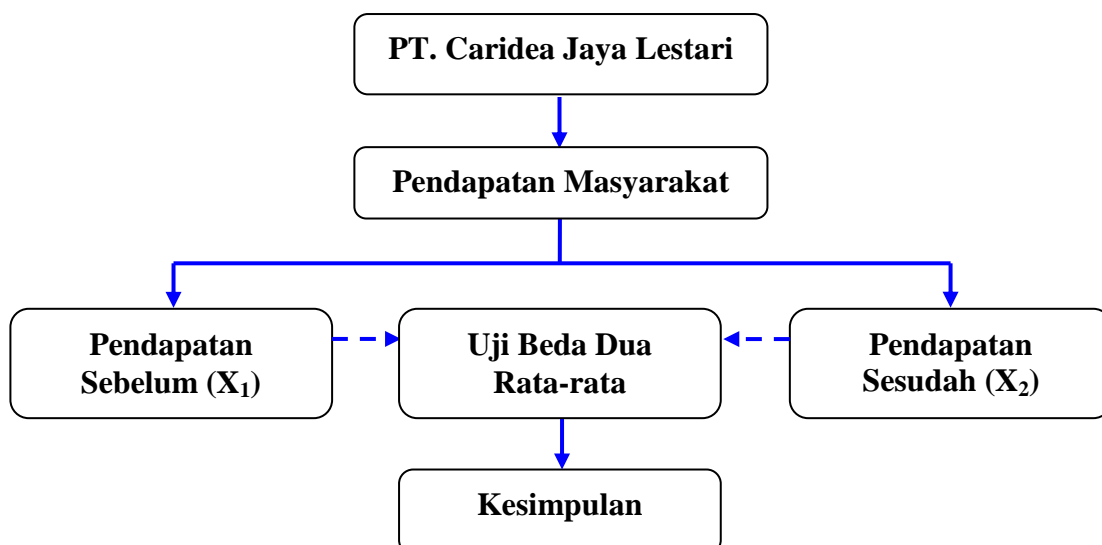 PT. Caridea Jaya Lestari
Pendapatan Masyarakat
Pendapatan
Sebelum (X₁)
Uji Beda Dua
Rata-rata
Pendapatan
Sesudah (X₂)
Kesimpulan